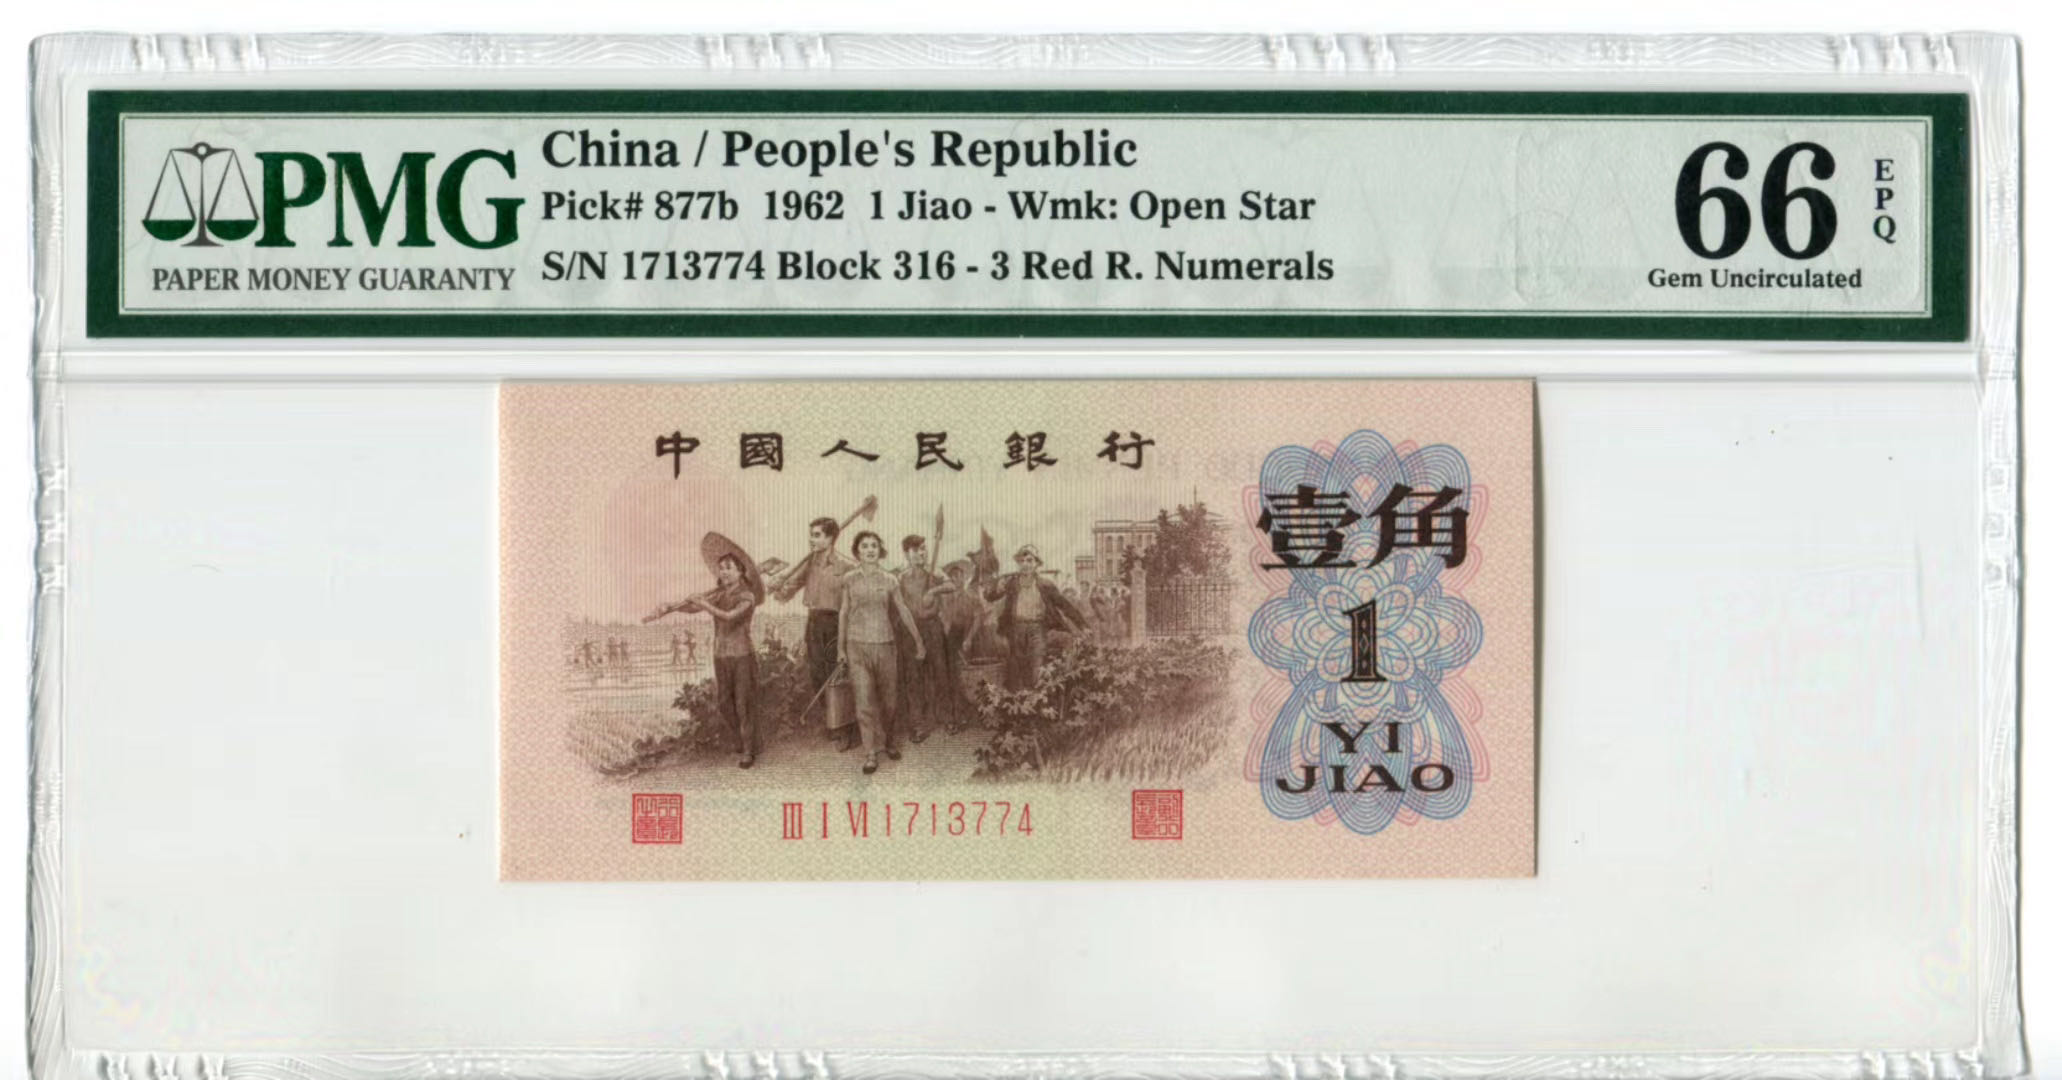 PMG
PAPER MONEY GUARANTY
China / People's Republic
Pick# 877b 1962 1 Jiao - Wmk: Open Star
S/N 1713774 Block 316 - 3 Red R. Numerals
66
EPQ
Gem Uncirculated
中國人民銀行
壹角
1
YI
JIAO
Ⅲ Ⅰ Ⅵ 1713774